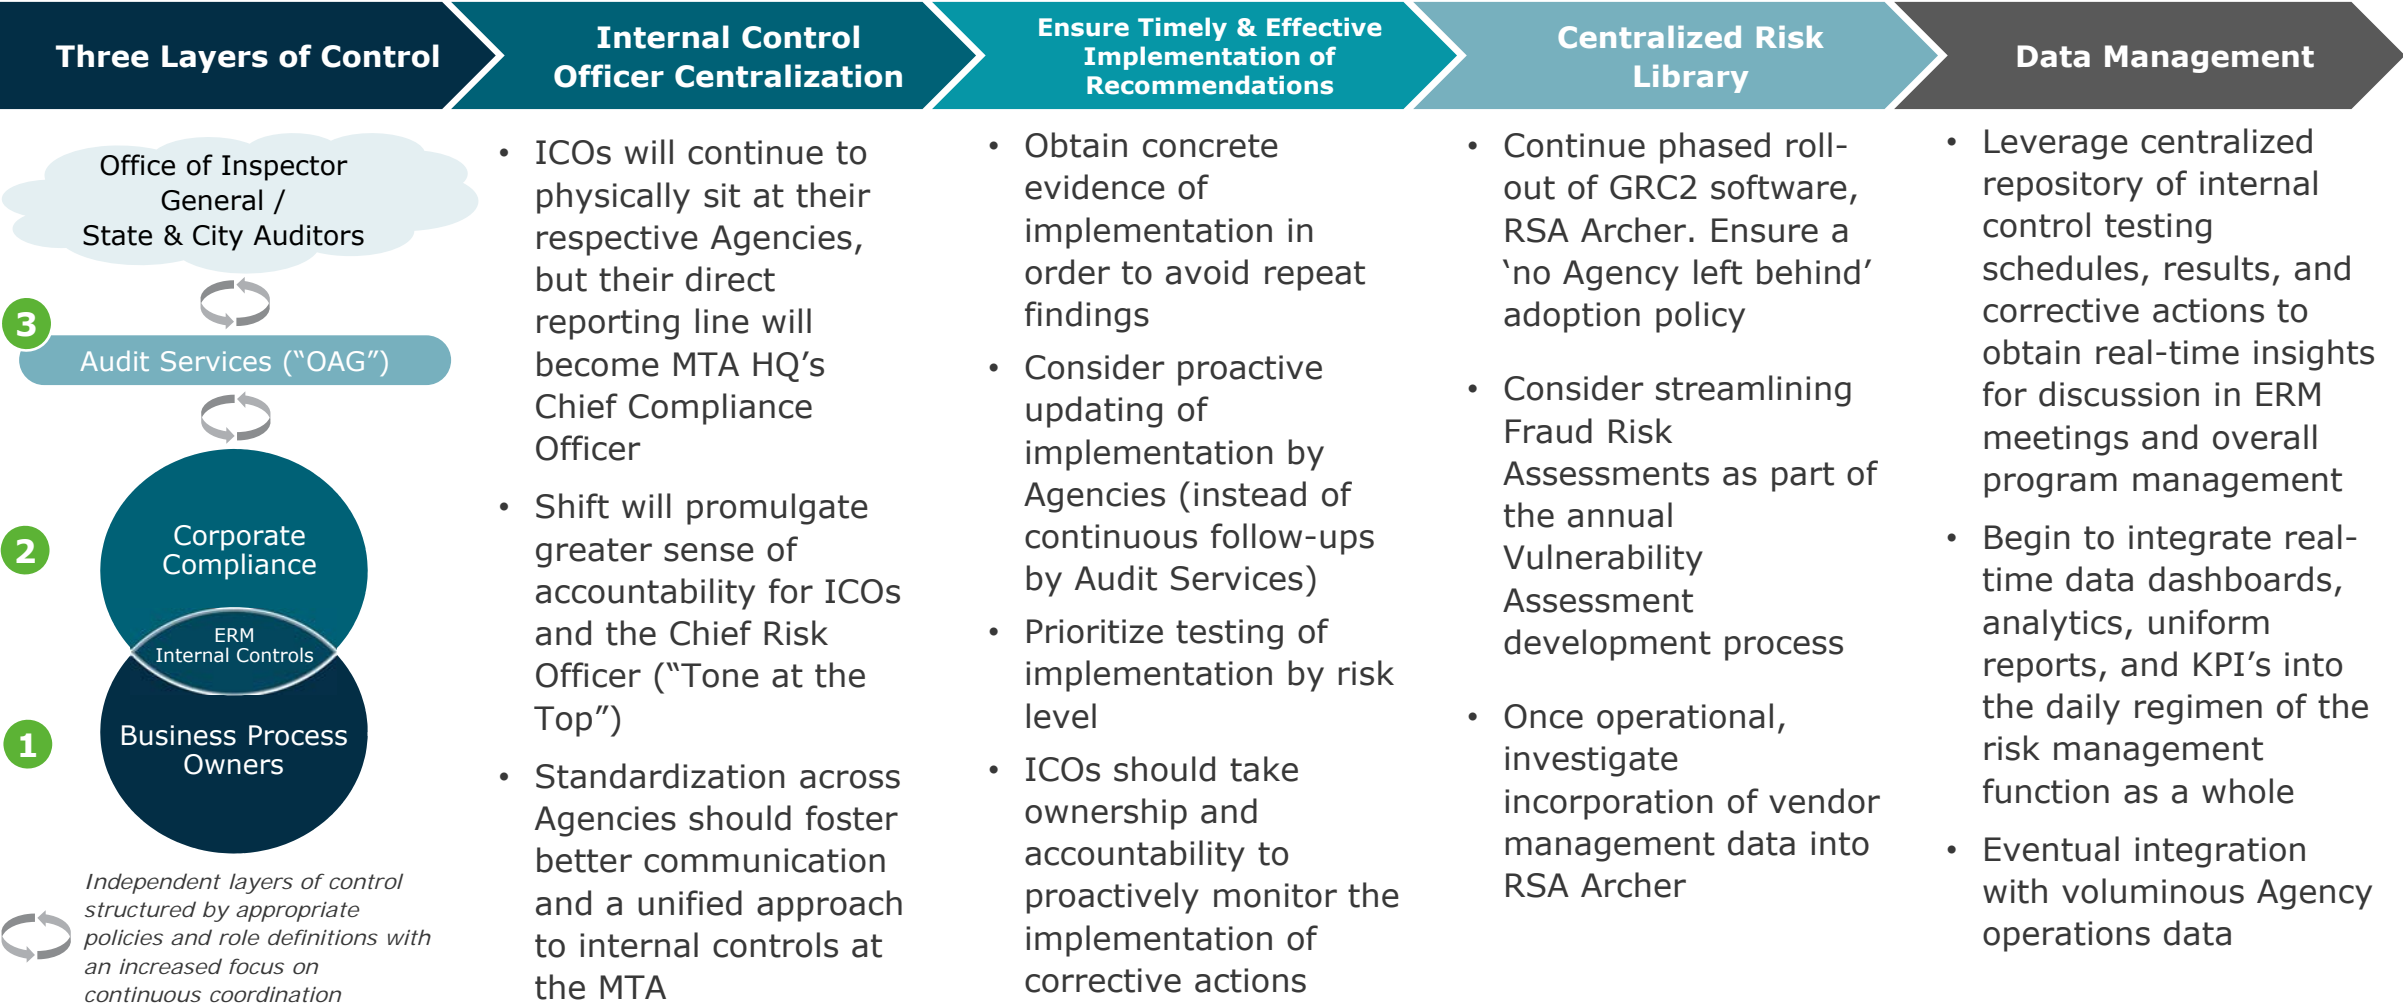 Three Layers of Control
Internal Control
Officer Centralization
Ensure Timely & Effective
Implementation of
Recommendations
Centralized Risk
Library
Data Management
Office of Inspector
General /
State & City Auditors
3
Audit Services (“OAG”)
2
Corporate
Compliance
ERM
Internal Controls
1
Business Process
Owners
Independent layers of control
structured by appropriate
policies and role definitions with
an increased focus on
continuous coordination
• ICOs will continue to
physically sit at their
respective Agencies,
but their direct
reporting line will
become MTA HQ’s
Chief Compliance
Officer
• Shift will promulgate
greater sense of
accountability for ICOs
and the Chief Risk
Officer (“Tone at the
Top”)
• Standardization across
Agencies should foster
better communication
and a unified approach
to internal controls at
the MTA
• Obtain concrete
evidence of
implementation in
order to avoid repeat
findings
• Consider proactive
updating of
implementation by
Agencies (instead of
continuous follow-ups
by Audit Services)
• Prioritize testing of
implementation by risk
level
• ICOs should take
ownership and
accountability to
proactively monitor the
implementation of
corrective actions
• Continue phased roll-
out of GRC2 software,
RSA Archer. Ensure a
‘no Agency left behind’
adoption policy
• Consider streamlining
Fraud Risk
Assessments as part of
the annual
Vulnerability
Assessment
development process
• Once operational,
investigate
incorporation of vendor
management data into
RSA Archer
• Leverage centralized
repository of internal
control testing
schedules, results, and
corrective actions to
obtain real-time insights
for discussion in ERM
meetings and overall
program management
• Begin to integrate real-
time data dashboards,
analytics, uniform
reports, and KPI’s into
the daily regimen of the
risk management
function as a whole
• Eventual integration
with voluminous Agency
operations data